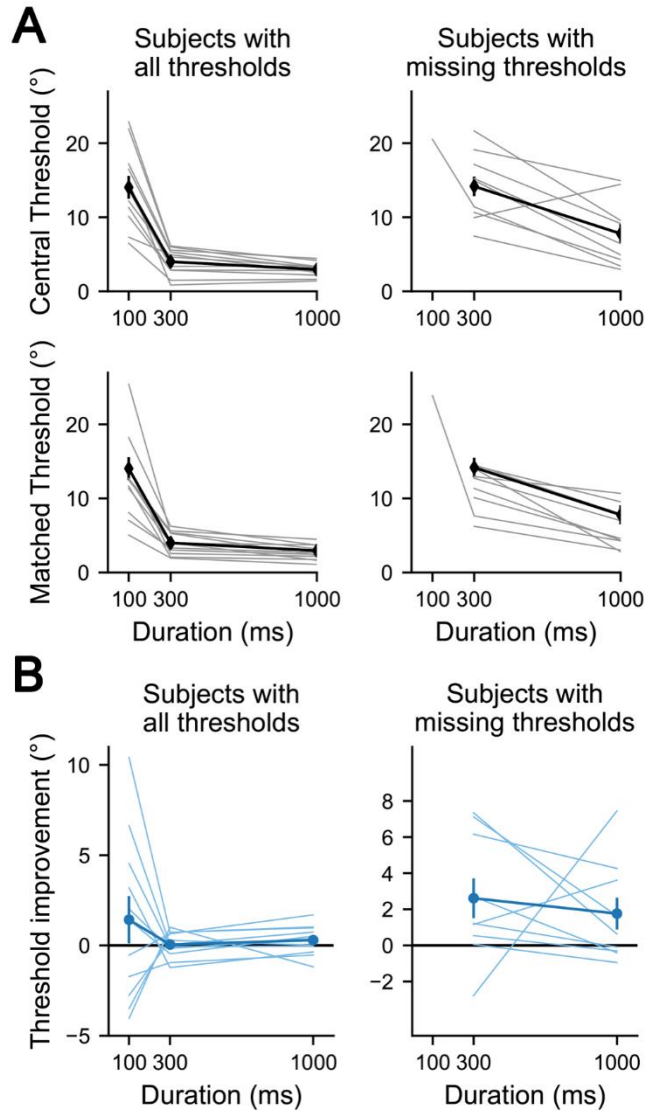 A
Subjects with
all thresholds
Subjects with
missing thresholds
Central Threshold (°)
20
10
0
100 300
1000
20
10
0
100 300
1000
Matched Threshold (°)
20
10
0
100 300
1000
Duration (ms)
20
10
0
100 300
1000
Duration (ms)
B
Subjects with
all thresholds
Subjects with
missing thresholds
Threshold improvement (°)
10
5
0
−5
100 300
1000
Duration (ms)
8
6
4
2
0
−2
100 300
1000
Duration (ms)